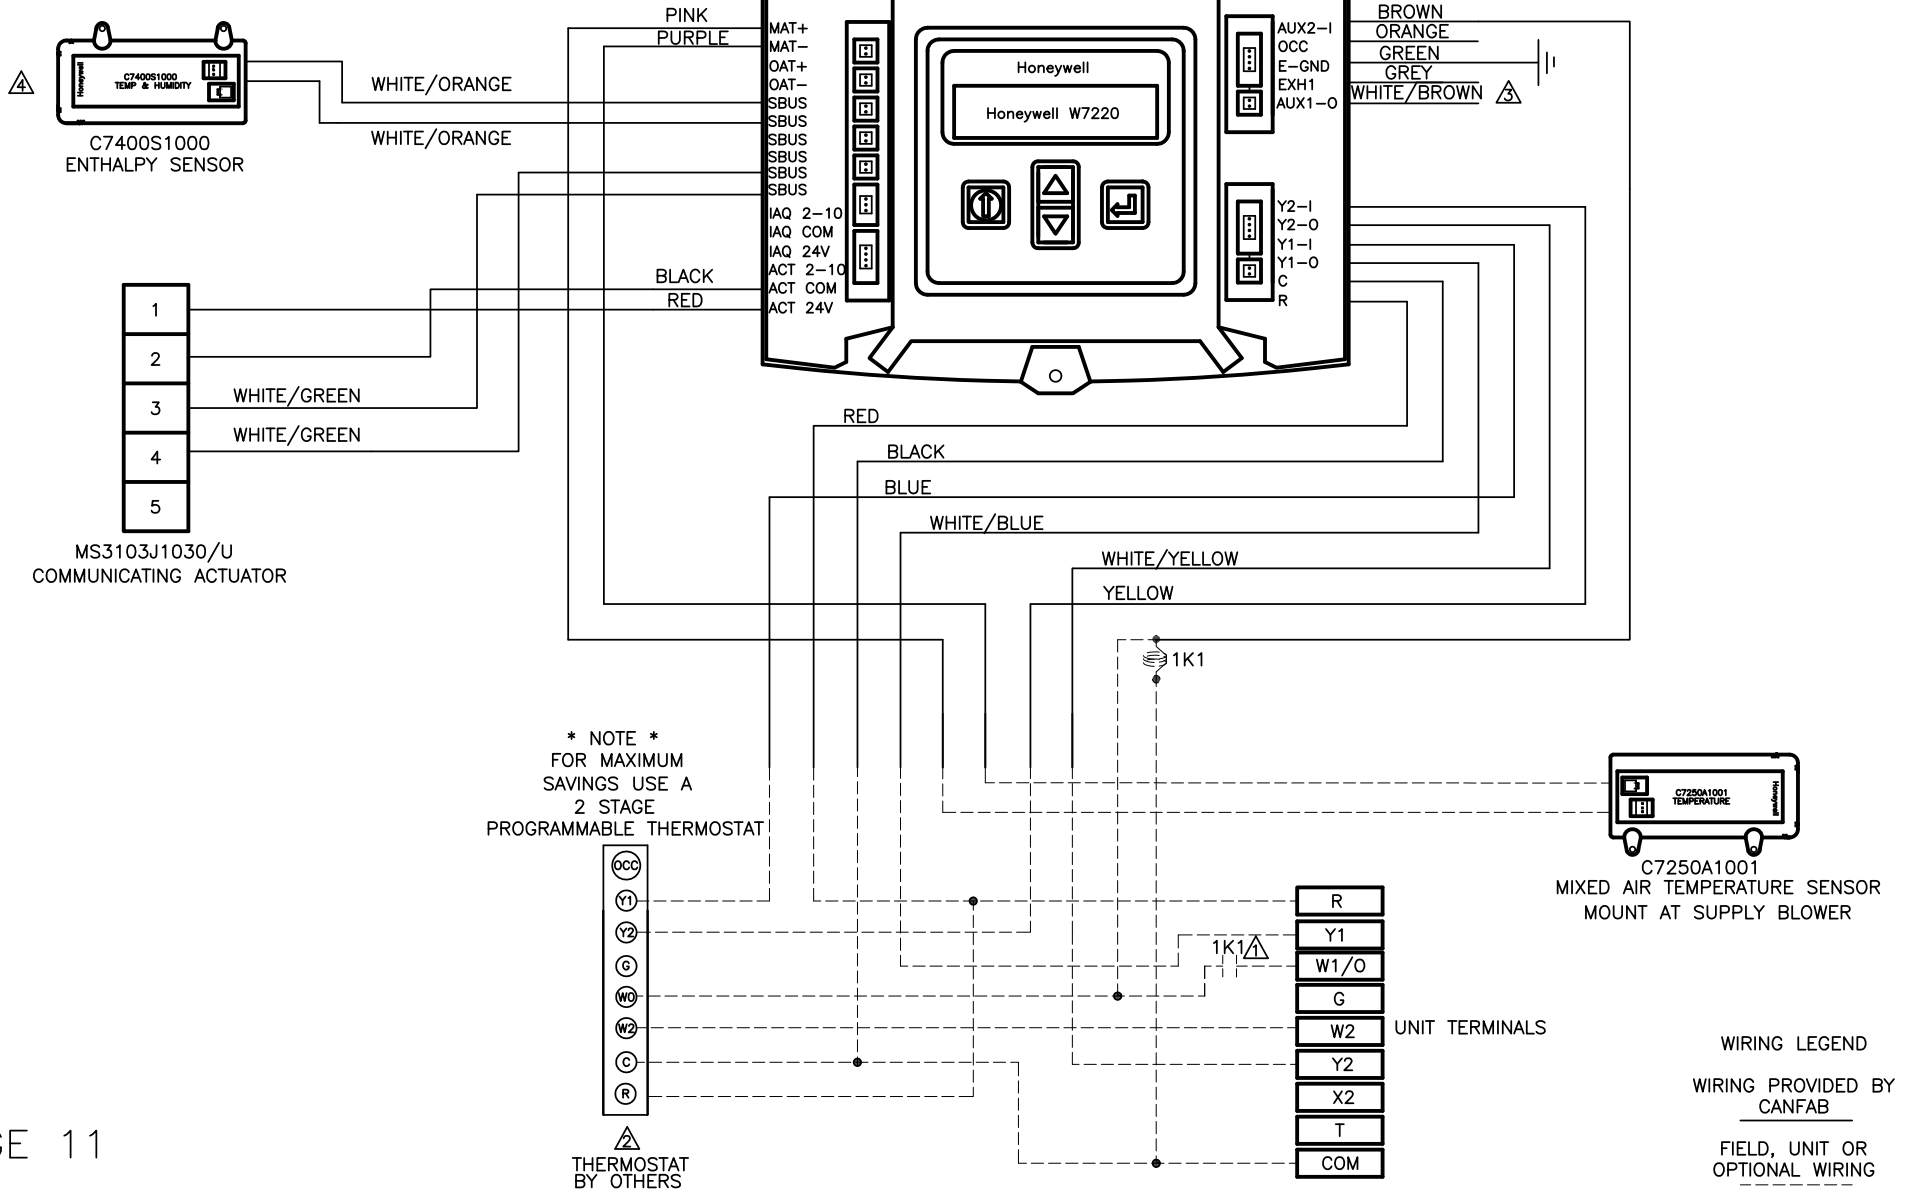 PINK
PURPLE
WHITE/ORANGE
WHITE/ORANGE
4
Honeywell
C7400S1000
TEMP & HUMIDITY
C7400S1000
ENTHALPY SENSOR
MAT+
MAT-
OAT+
OAT-
SBUS
SBUS
SBUS
SBUS
SBUS
SBUS
IAQ 2-10
IAQ COM
IAQ 24V
ACT 2-10
ACT COM
ACT 24V
BLACK
RED
Honeywell
Honeywell W7220
AUX2-I
OCC
E-GND
EXH1
AUX1-O
BROWN
ORANGE
GREEN
GREY
WHITE/BROWN
3
Y2-I
Y2-O
Y1-I
Y1-O
C
R
1
2
3
4
5
WHITE/GREEN
WHITE/GREEN
MS3103J1030/U
COMMUNICATING ACTUATOR
RED
BLACK
BLUE
WHITE/BLUE
WHITE/YELLOW
YELLOW
1K1
* NOTE *
FOR MAXIMUM
SAVINGS USE A
2 STAGE
PROGRAMMABLE THERMOSTAT
OCC
Y1
Y2
G
WO
W2
C
R
2
THERMOSTAT
BY OTHERS
C7250A1001
TEMPERATURE
Honeywell
C7250A1001
MIXED AIR TEMPERATURE SENSOR
MOUNT AT SUPPLY BLOWER
1K1
1
R
Y1
W1/O
G
W2
Y2
X2
T
COM
UNIT TERMINALS
WIRING LEGEND
WIRING PROVIDED BY
CANFAB
FIELD, UNIT OR
OPTIONAL WIRING
GE 11